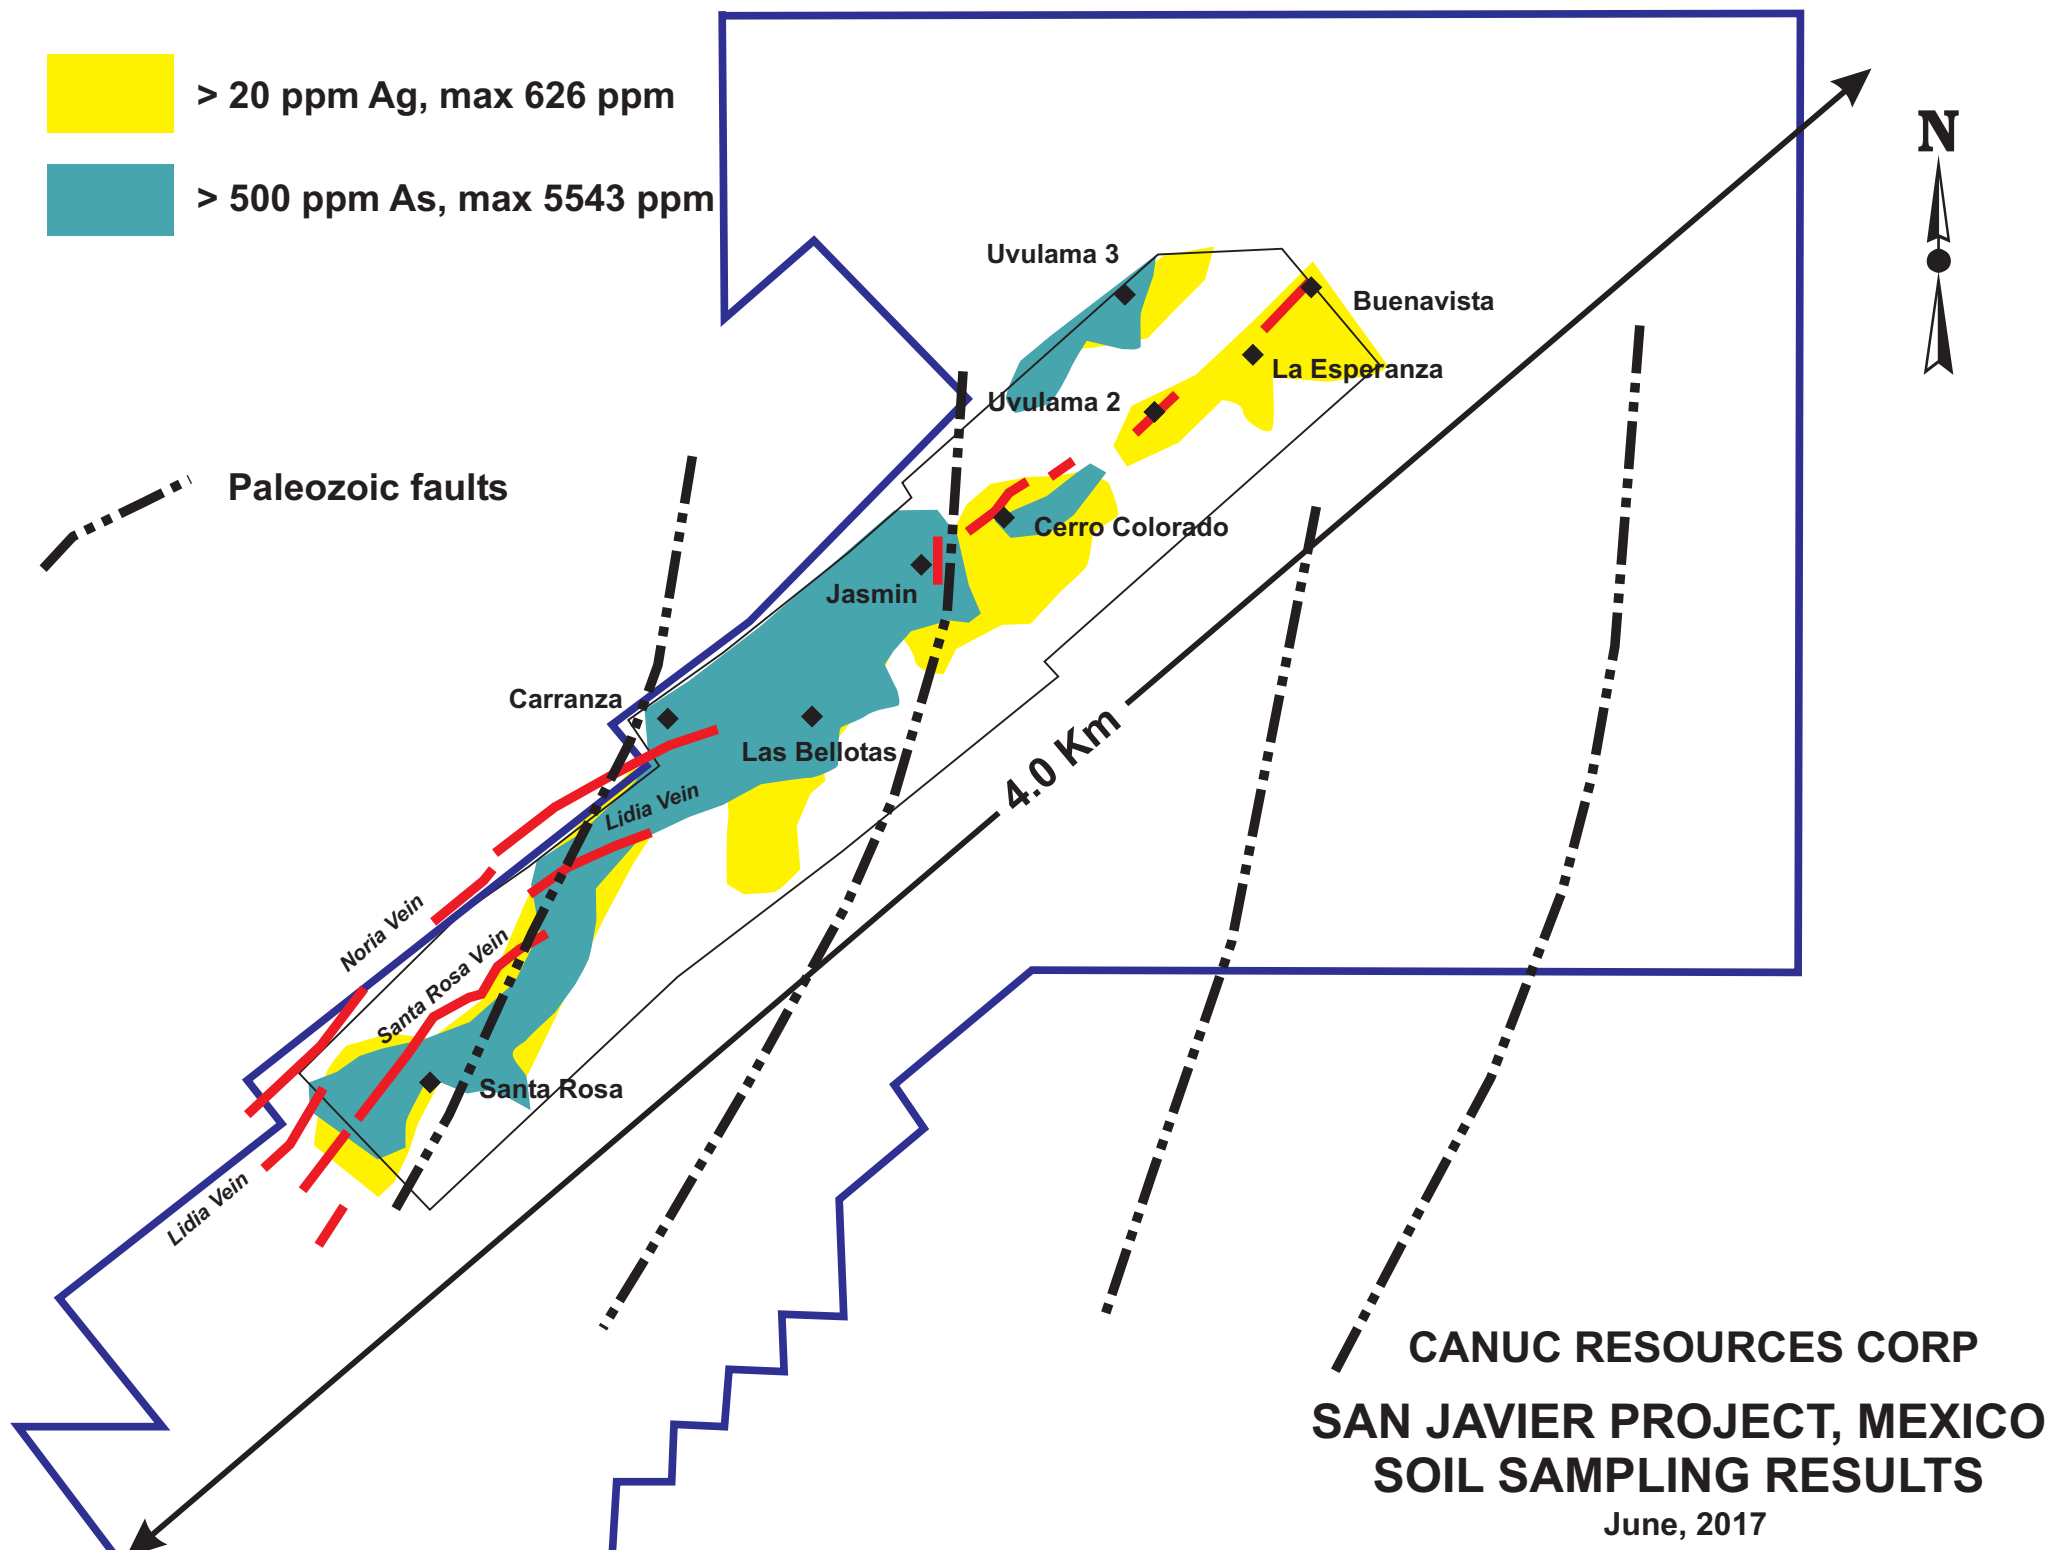 > 20 ppm Ag, max 626 ppm
> 500 ppm As, max 5543 ppm
N
Uvulama 3
Buenavista
La Esperanza
Uvulama 2
Paleozoic faults
Cerro Colorado
Jasmin
Carranza
Las Bellotas
4.0 Km
Lidia Vein
Noria Vein
Santa Rosa Vein
Santa Rosa
Lidia Vein
CANUC RESOURCES CORP
SAN JAVIER PROJECT, MEXICO
SOIL SAMPLING RESULTS
June, 2017